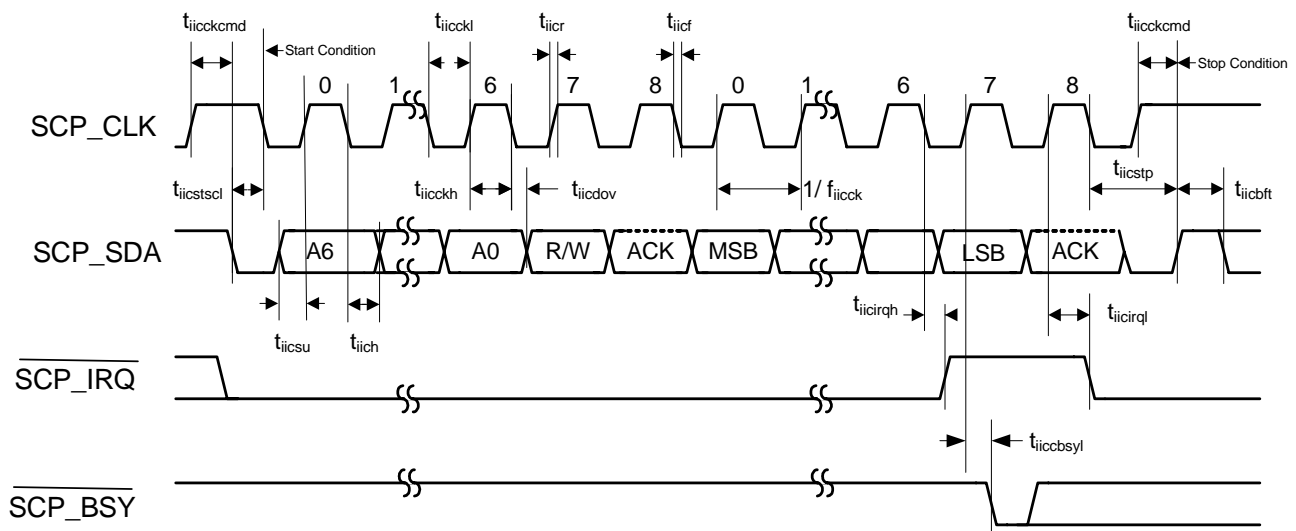 tiicckcmd tiicckl tiicr tiicf tiicckcmd
Start Condition Stop Condition
0 1 6 7 8 0 1 6 7 8
SCP_CLK
tiicstscl tiicckh tiicdov 1/ fiicck tiicstp tiicbft
SCP_SDA A6 A0 R/W ACK MSB LSB ACK
tiicsu tiich tiicirqh tiicirql
SCP_IRQ
tiiccbsyl
SCP_BSY